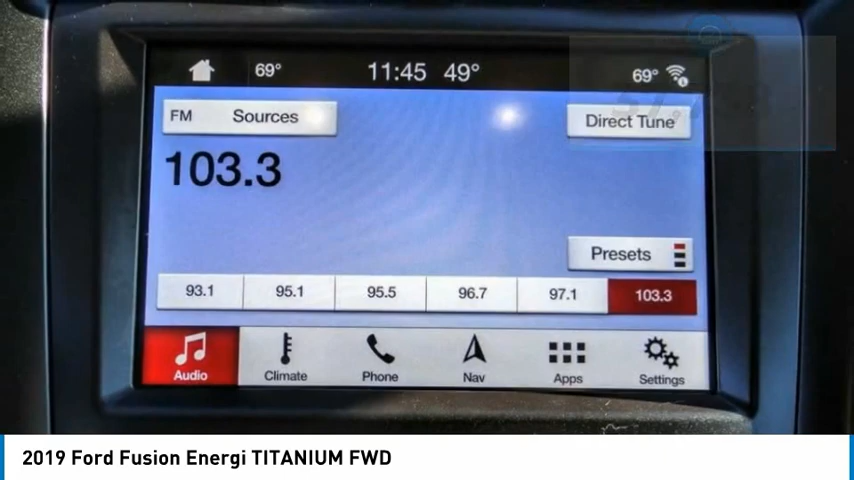 69° 11:45 49° 69°
FM Sources Direct Tune
103.3
Presets
93.1 95.1 95.5 96.7 97.1 103.3
Audio Climate Phone Nav Apps Settings
2019 Ford Fusion Energi TITANIUM FWD